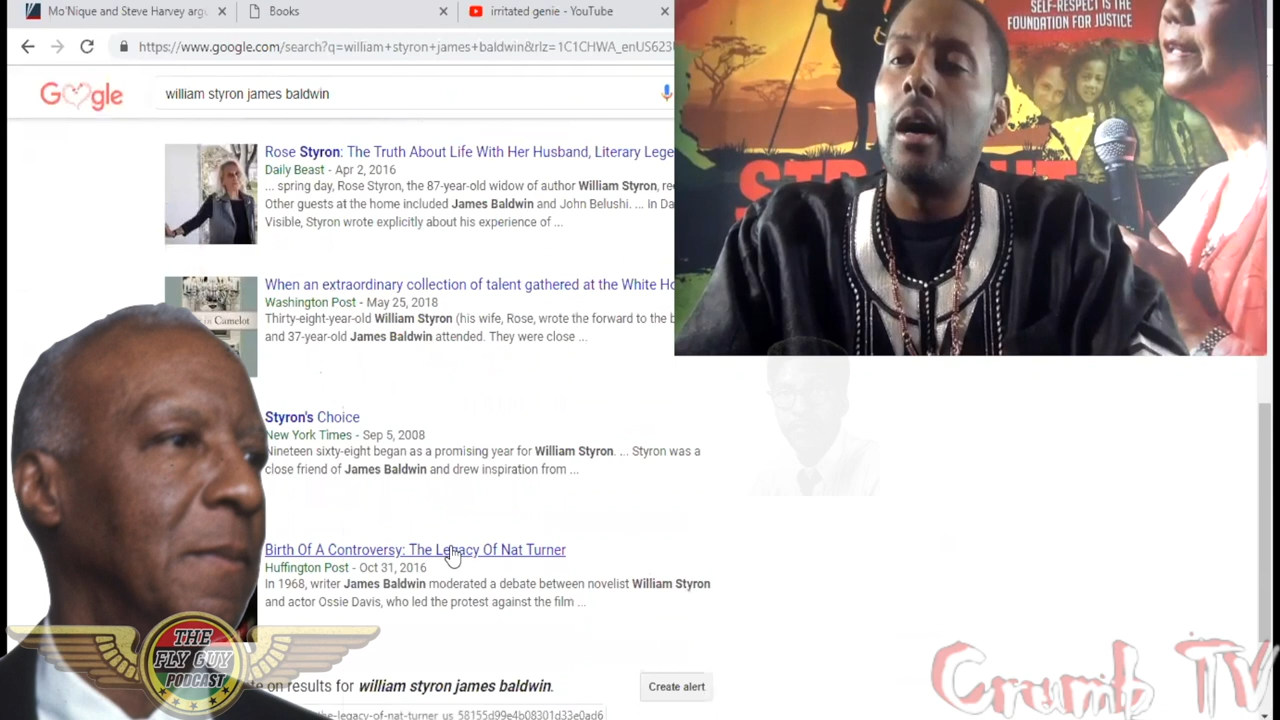 Mo'Nique and Steve Harvey arg
Books
irritated genie - YouTube
https://www.google.com/search?q=william+styron+james+baldwin&rlz=1C1CHWA_enUS623U
Google
william styron james baldwin
Rose Styron: The Truth About Life With Her Husband, Literary Lege
Daily Beast - Apr 2, 2016
... spring day, Rose Styron, the 87-year-old widow of author William Styron, re
Other guests at the home included James Baldwin and John Belushi. ... In Da
Visible, Styron wrote explicitly about his experience of ...
When an extraordinary collection of talent gathered at the White Ho
Washington Post - May 25, 2018
Thirty-eight-year-old William Styron (his wife, Rose, wrote the forward to the b
and 37-year-old James Baldwin attended. They were close ...
in Camelot
Styron's Choice
New York Times - Sep 5, 2008
Nineteen sixty-eight began as a promising year for William Styron. ... Styron was a
close friend of James Baldwin and drew inspiration from ...
Birth Of A Controversy: The Legacy Of Nat Turner
Huffington Post - Oct 31, 2016
In 1968, writer James Baldwin moderated a debate between novelist William Styron
and actor Ossie Davis, who led the protest against the film ...
e on results for william styron james baldwin.
Create alert
the-legacy-of-nat-turner_us_58155d99e4b08301d33e0ad6
SELF-RESPECT IS THE
FOUNDATION FOR JUSTICE
THE
FLY GUY
PODCAST
Crumb TV